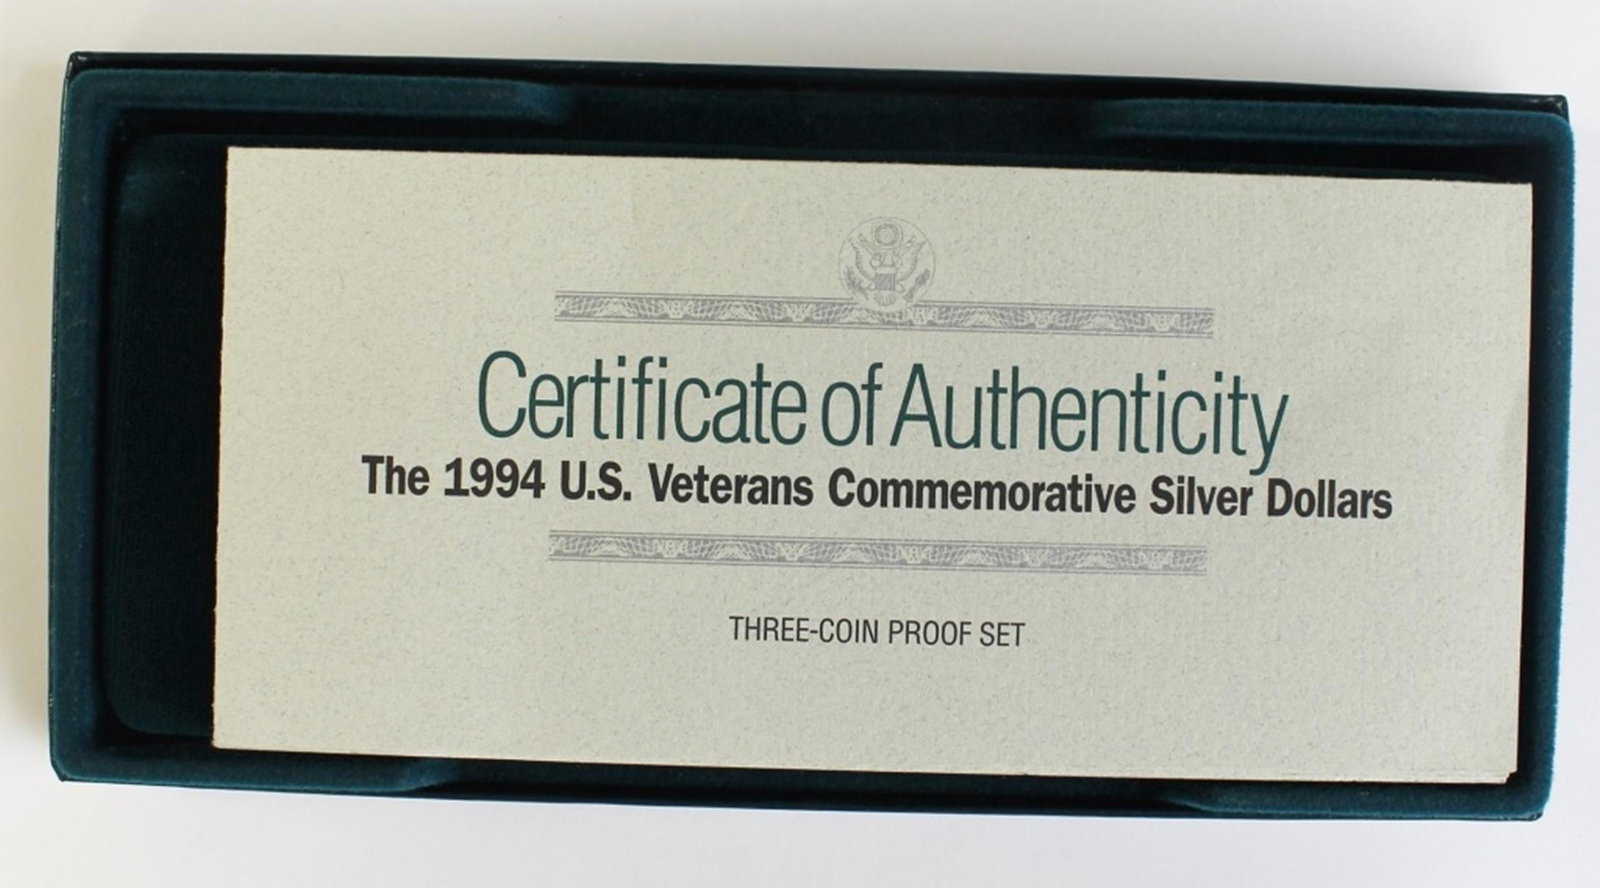 Certificate of Authenticity
The 1994 U.S. Veterans Commemorative Silver Dollars
THREE-COIN PROOF SET